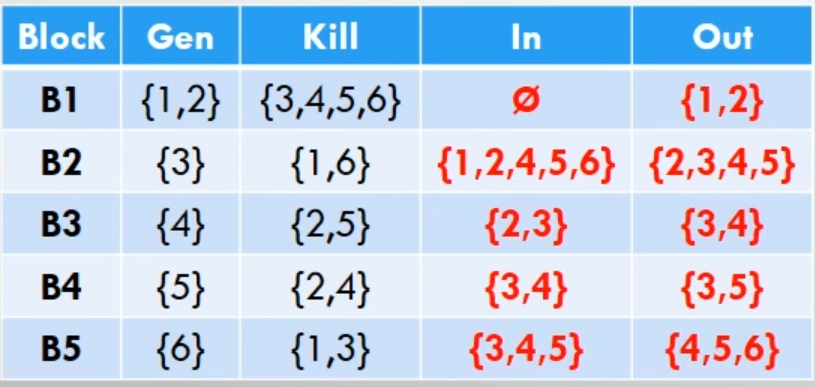 Block Gen Kill In Out
B1 {1,2} {3,4,5,6} ø {1,2}
B2 {3} {1,6} {1,2,4,5,6} {2,3,4,5}
B3 {4} {2,5} {2,3} {3,4}
B4 {5} {2,4} {3,4} {3,5}
B5 {6} {1,3} {3,4,5} {4,5,6}